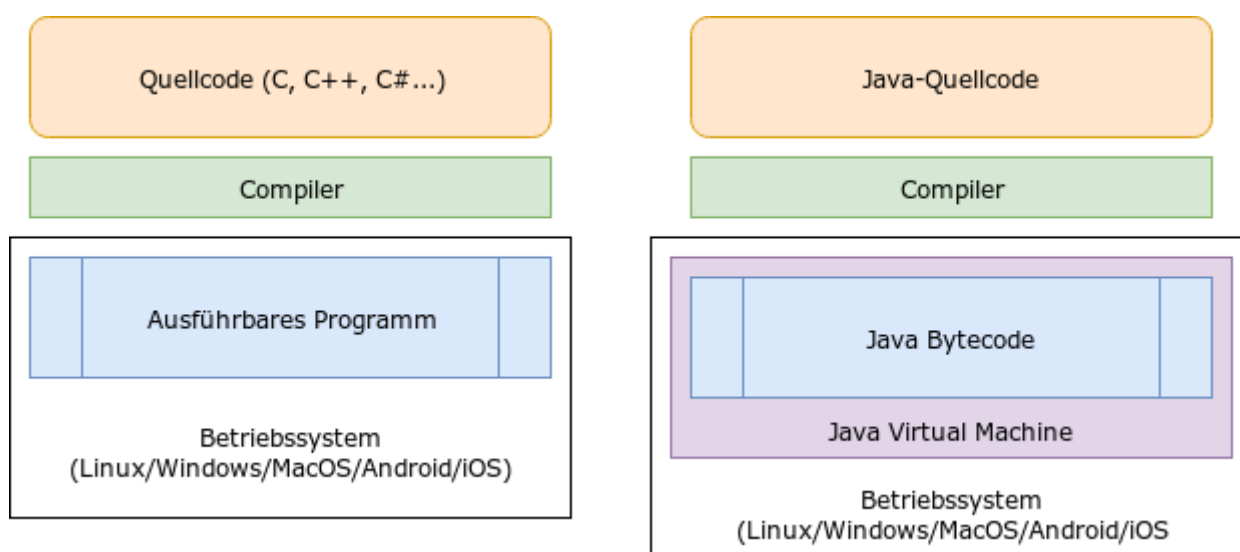 Quellcode (C, C++, C#...)
Compiler
Ausführbares Programm
Betriebssystem
(Linux/Windows/MacOS/Android/iOS)
Java-Quellcode
Compiler
Java Bytecode
Java Virtual Machine
Betriebssystem
(Linux/Windows/MacOS/Android/iOS